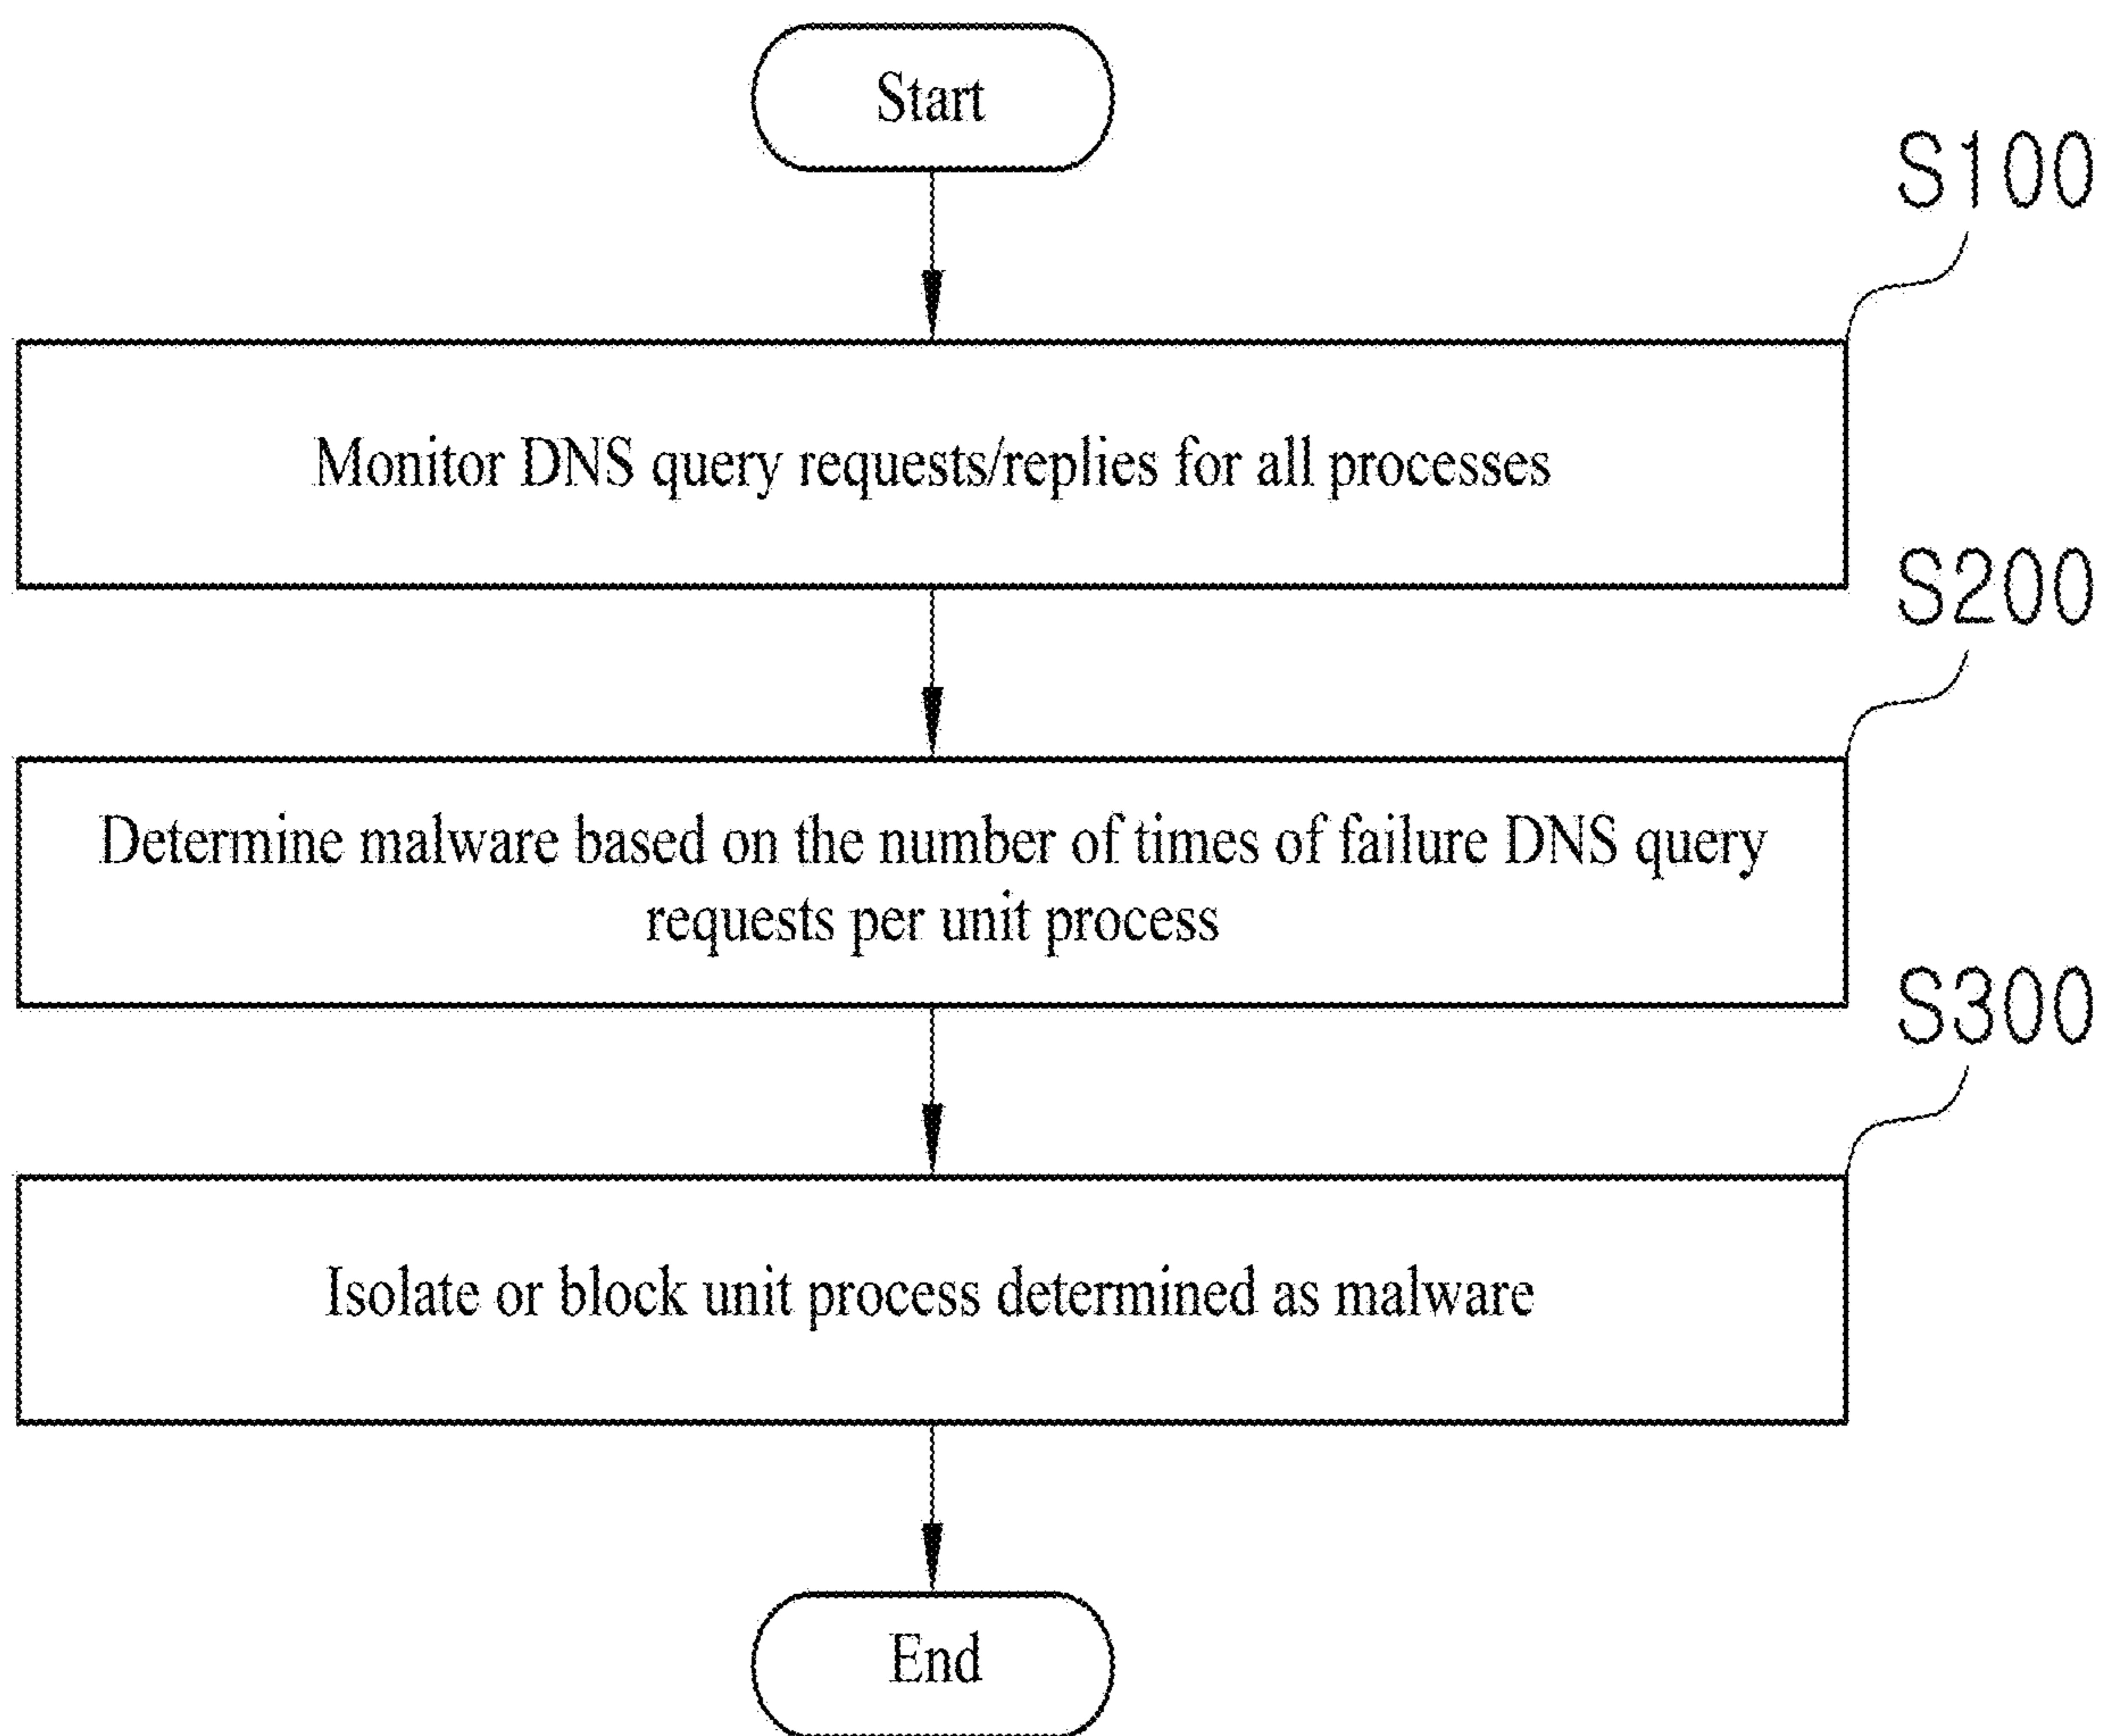 Start
S100
Monitor DNS query requests/replies for all processes
S200
Determine malware based on the number of times of failure DNS query
requests per unit process
S300
Isolate or block unit process determined as malware
End